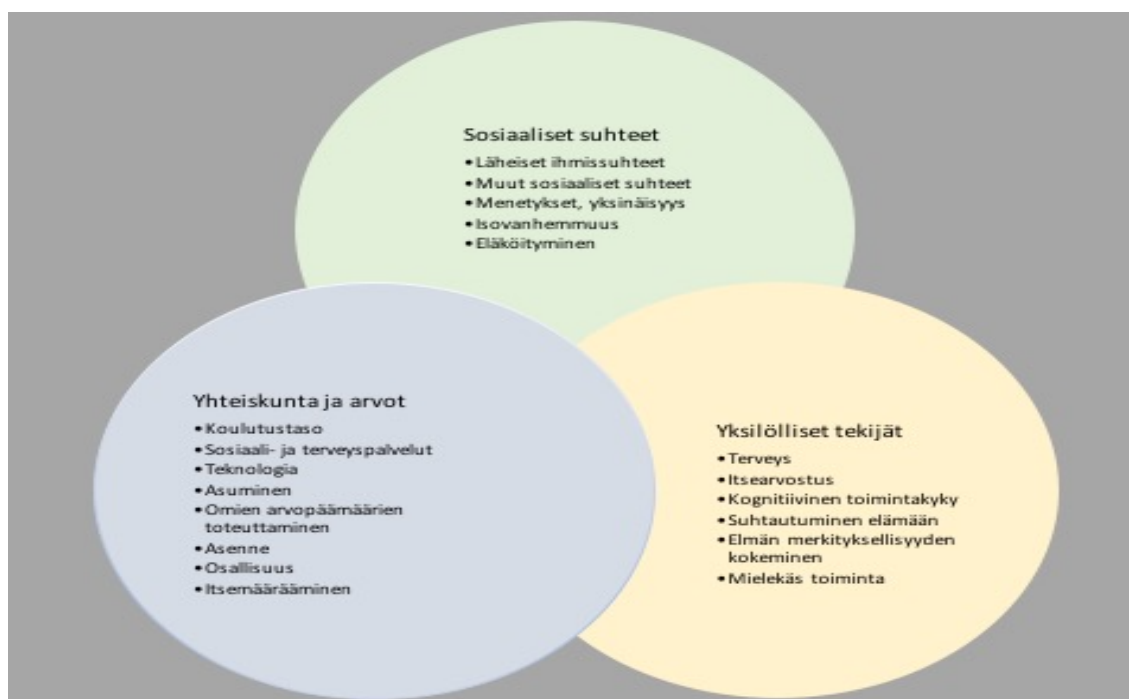 Sosiaaliset suhteet
•Läheiset ihmissuhteet
•Muut sosiaaliset suhteet
•Menetykset, yksinäisyys
•Isovanhemmuus
•Eläköityminen
Yhteiskunta ja arvot
•Koulutustaso
•Sosiaali- ja terveyspalvelut
•Teknologia
•Asuminen
•Omien arvopäämäärien
toteuttaminen
•Asenne
•Osallisuus
•Itsemäärääminen
Yksilölliset tekijät
•Terveys
•Itsearvostus
•Kognitiivinen toimintakyky
•Suhtautuminen elämään
•Elmän merkityksellisyyden
kokeminen
•Mielekäs toiminta